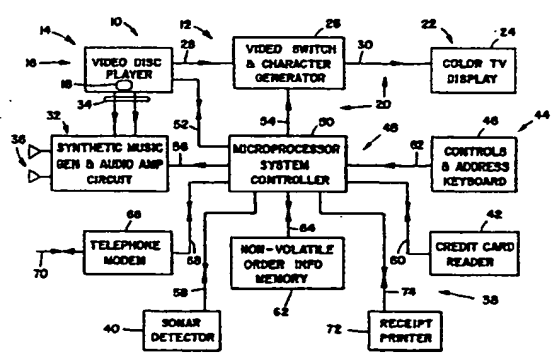 10
12
26
14
VIDEO SWITCH
& CHARACTER
GENERATOR
22
24
16
VIDEO DISC
PLAYER
18
28
30
COLOR TV
DISPLAY
34
20
32
52
54
50
48
46
44
36
SYNTHETIC MUSIC
GEN & AUDIO AMP
CIRCUIT
56
MICROPROCESSOR
SYSTEM
CONTROLLER
62
CONTROLS
& ADDRESS
KEYBOARD
66
TELEPHONE
MODEM
68
64
42
70
NON-VOLATILE
ORDER INFO
MEMORY
60
CREDIT CARD
READER
58
62
74
38
40
SONAR
DETECTOR
72
RECEIPT
PRINTER